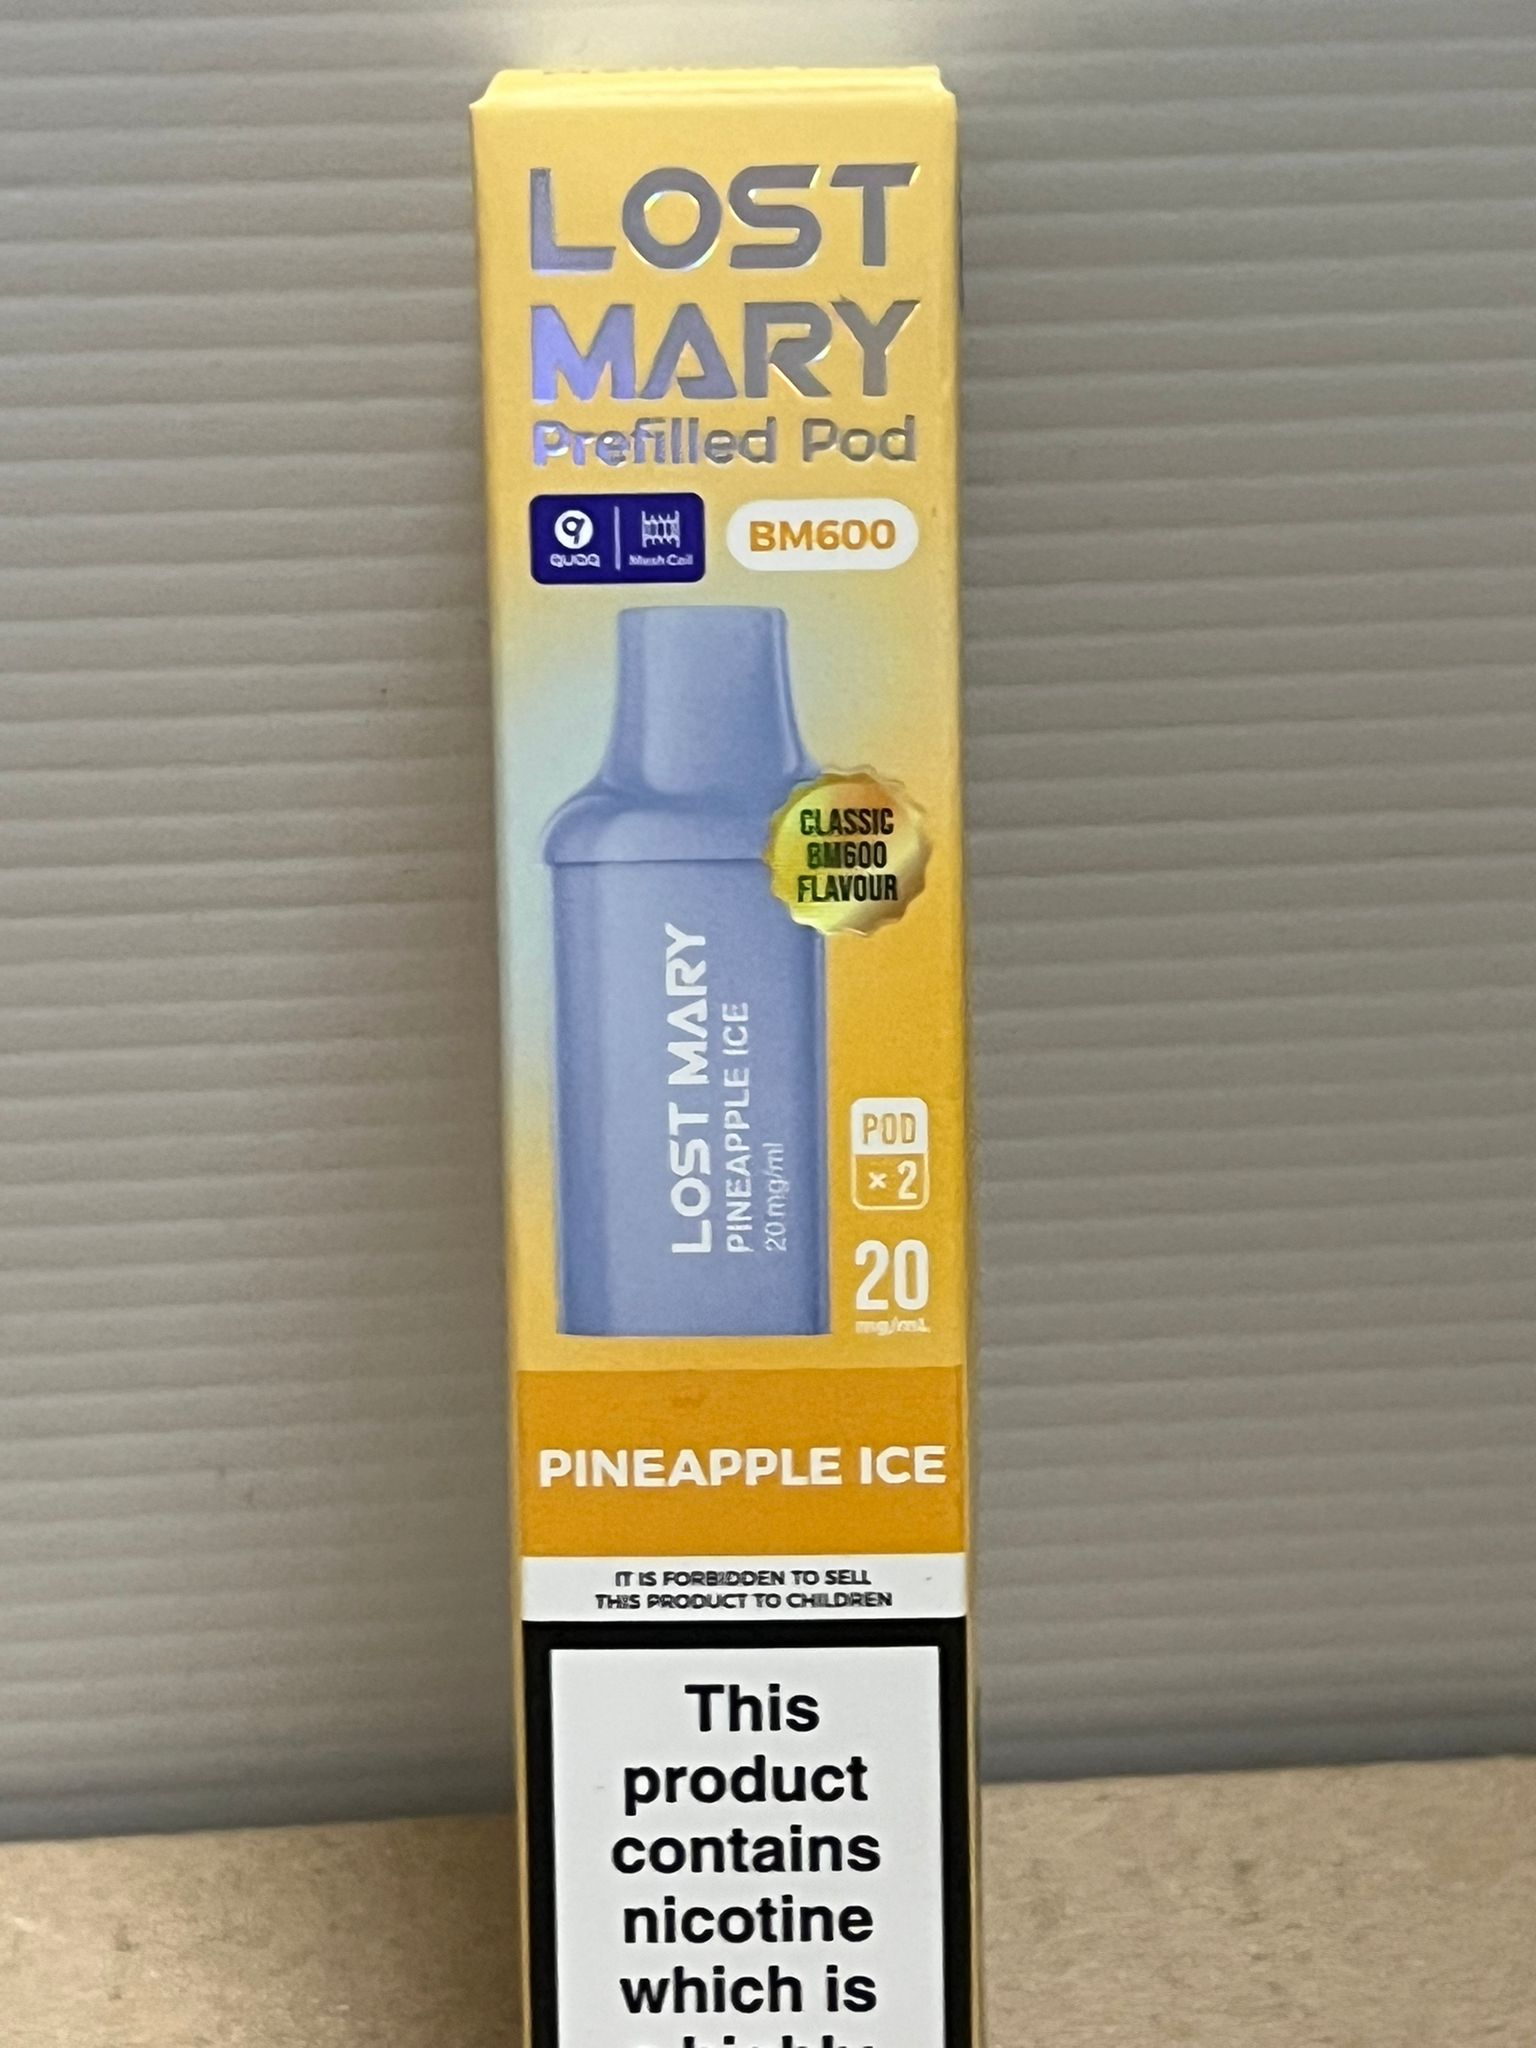 LOST
MARY
Prefilled Pod
QUAQ
Mesh Coil
BM600
CLASSIC
BM600
FLAVOUR
LOST MARY
PINEAPPLE ICE
20 mg/ml
POD
× 2
20
mg/mL
PINEAPPLE ICE
IT IS FORBIDDEN TO SELL
THIS PRODUCT TO CHILDREN
This
product
contains
nicotine
which is